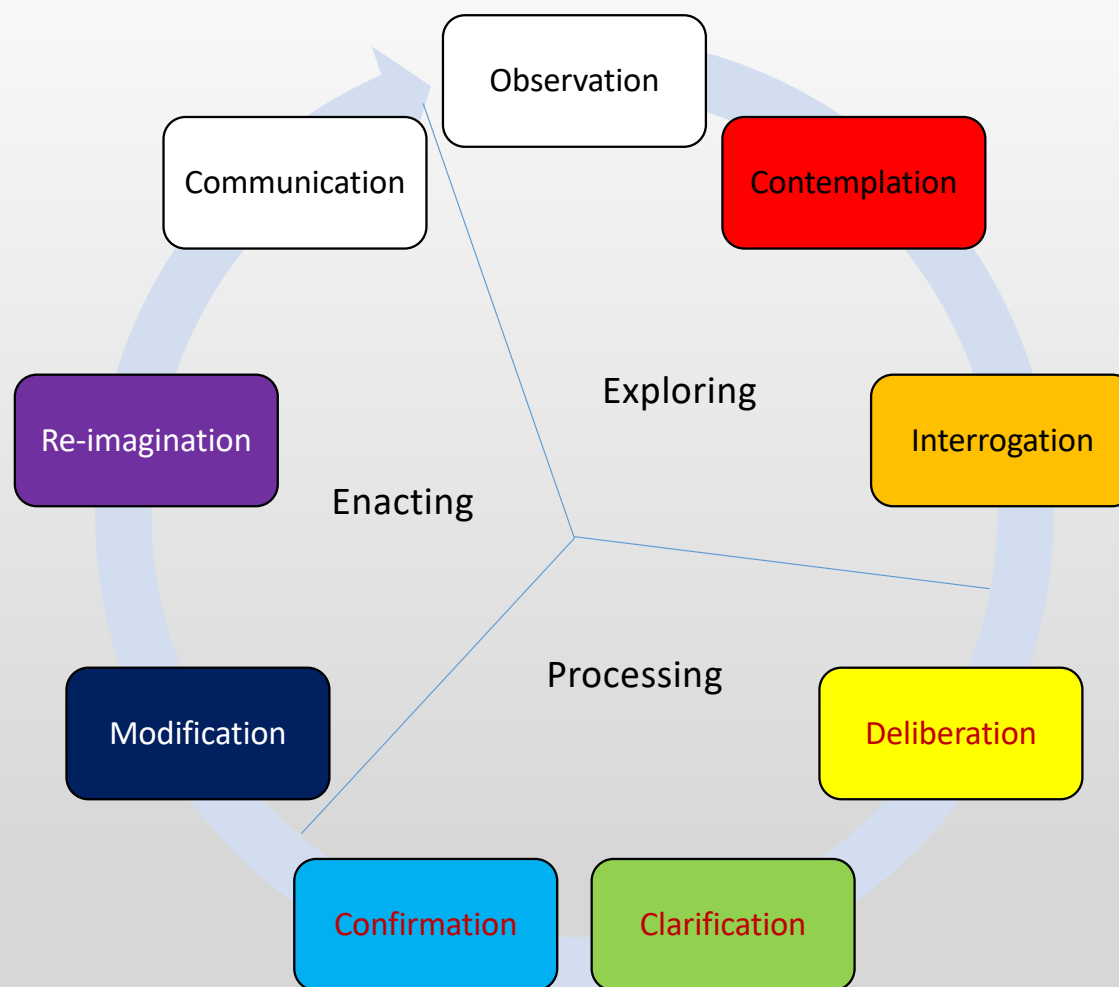 Observation
Contemplation
Interrogation
Deliberation
Clarification
Confirmation
Modification
Re-imagination
Communication
Exploring
Processing
Enacting